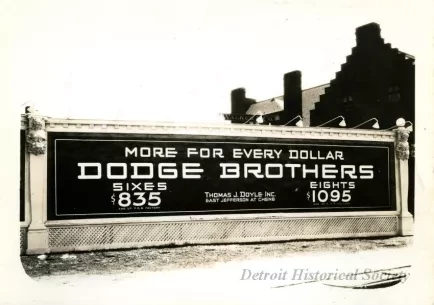 MORE FOR EVERY DOLLAR
DODGE BROTHERS
SIXES
$835
THOMAS J. DOYLE INC.
EAST JEFFERSON AT CHENE
EIGHTS
$1095
Detroit Historical Society